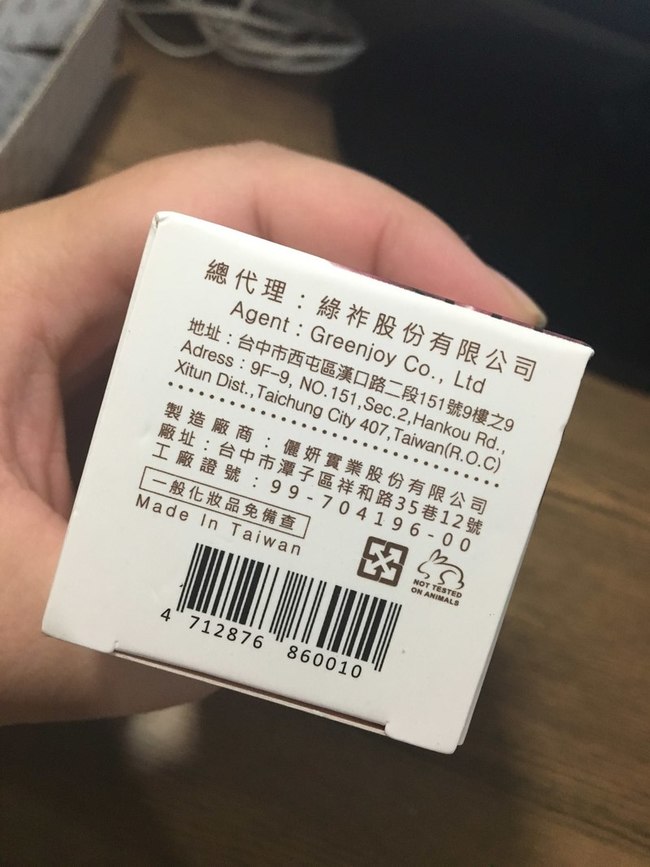 總代理：綠祚股份有限公司
Agent：Greenjoy Co., Ltd
地址：台中市西屯區漢口路二段151號9樓之9
Adress：9F-9, NO.151,Sec.2,Hankou Rd.,
Xitun Dist.,Taichung City 407,Taiwan(R.O.C)
製造廠商：儷妍實業股份有限公司
廠址：台中市潭子區祥和路35巷12號
工廠證號：99-704196-00
一般化妝品免備查
Made In Taiwan
NOT TESTED
ON ANIMALS
4 712876 860010